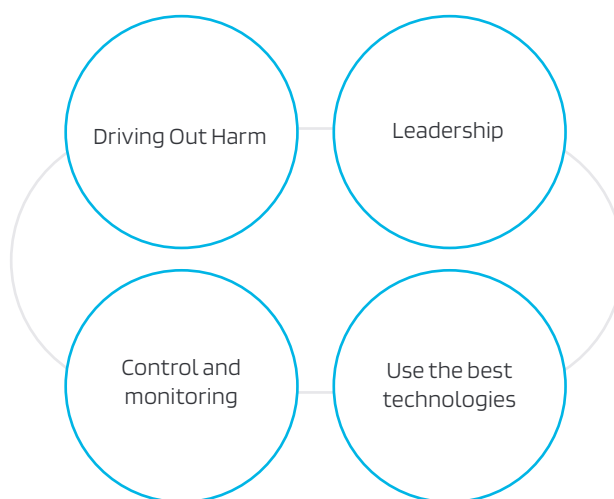 Driving Out Harm
Leadership
Control and
monitoring
Use the best
technologies